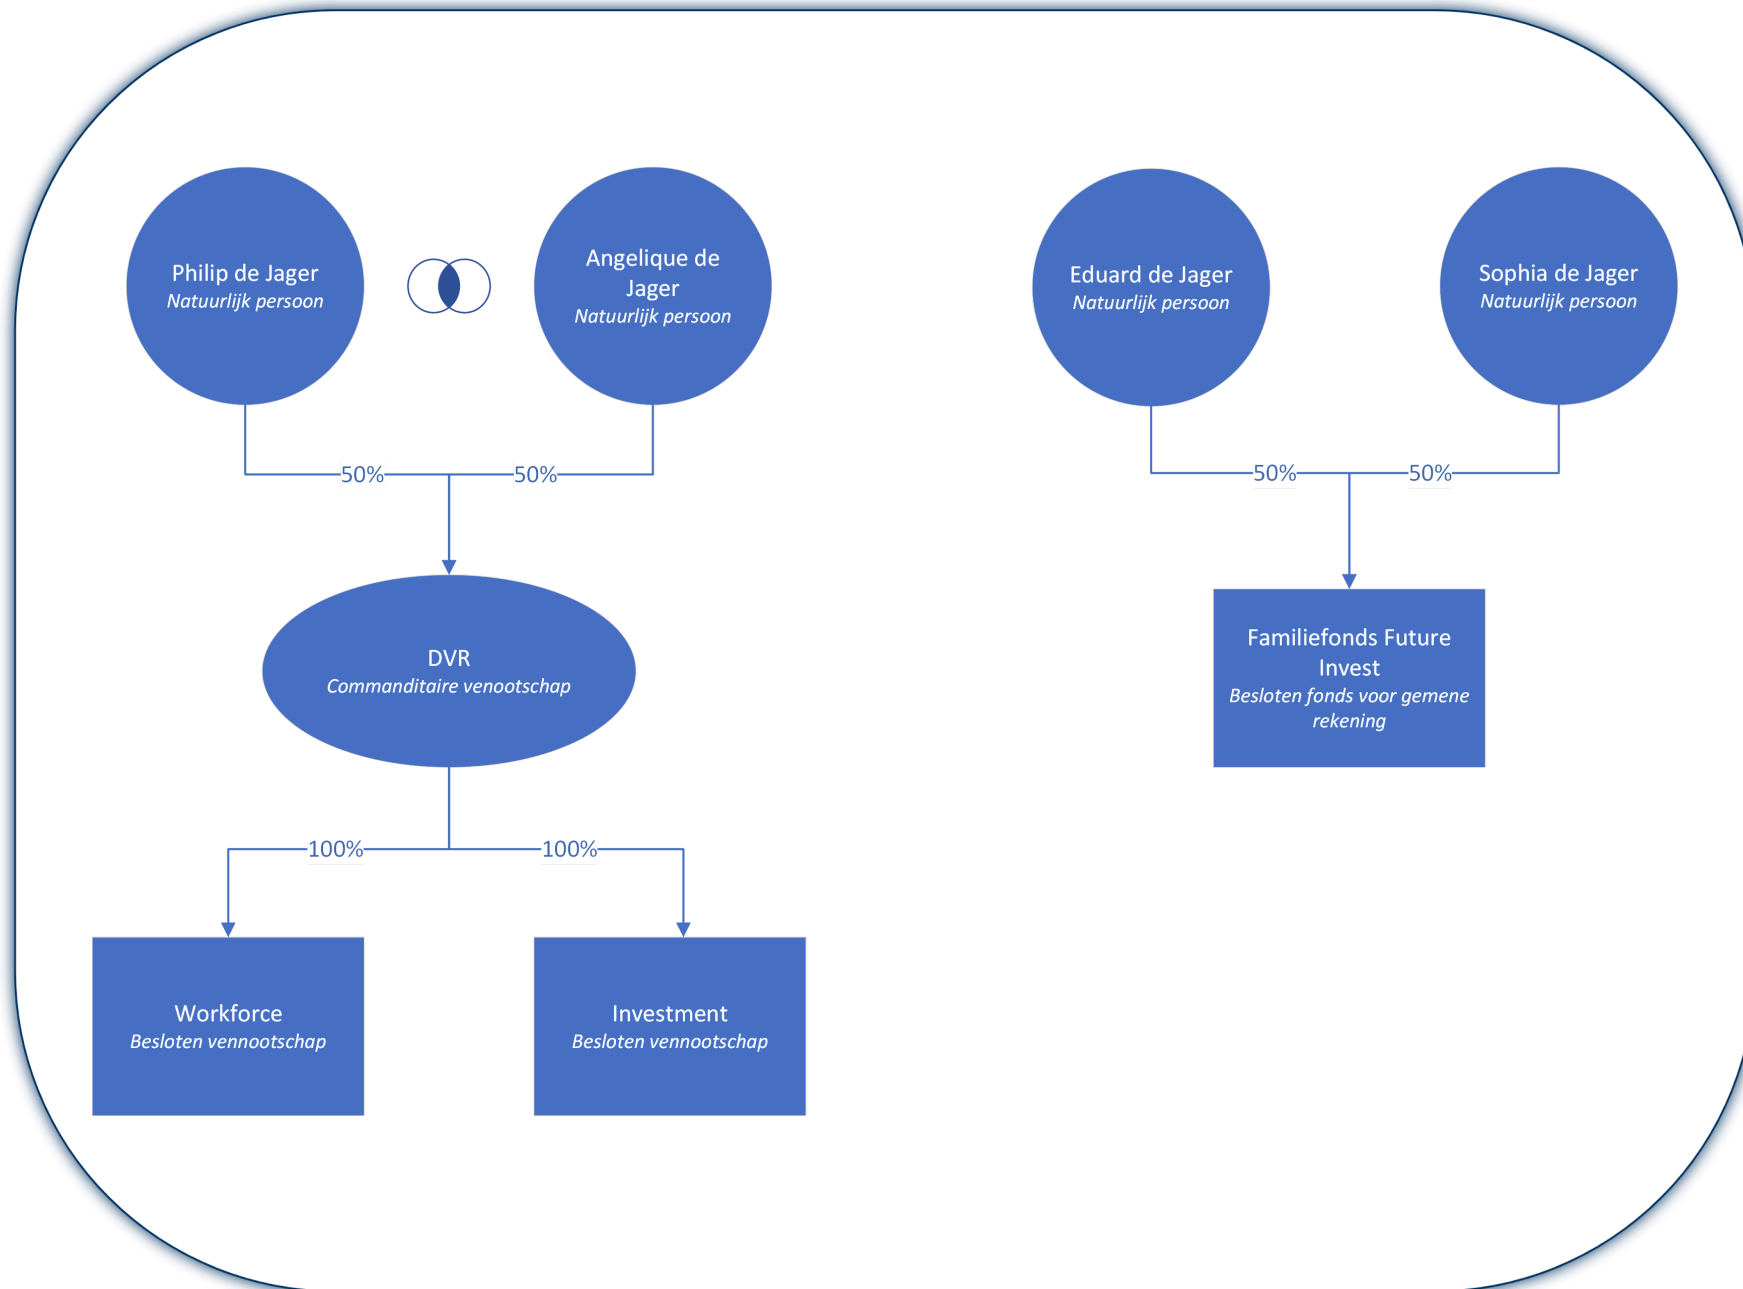 Philip de Jager
Natuurlijk persoon
Angelique de
Jager
Natuurlijk persoon
Eduard de Jager
Natuurlijk persoon
Sophia de Jager
Natuurlijk persoon
50%
50%
50%
50%
DVR
Commanditaire venootschap
Familiefonds Future
Invest
Besloten fonds voor gemene
rekening
100%
100%
Workforce
Besloten vennootschap
Investment
Besloten vennootschap